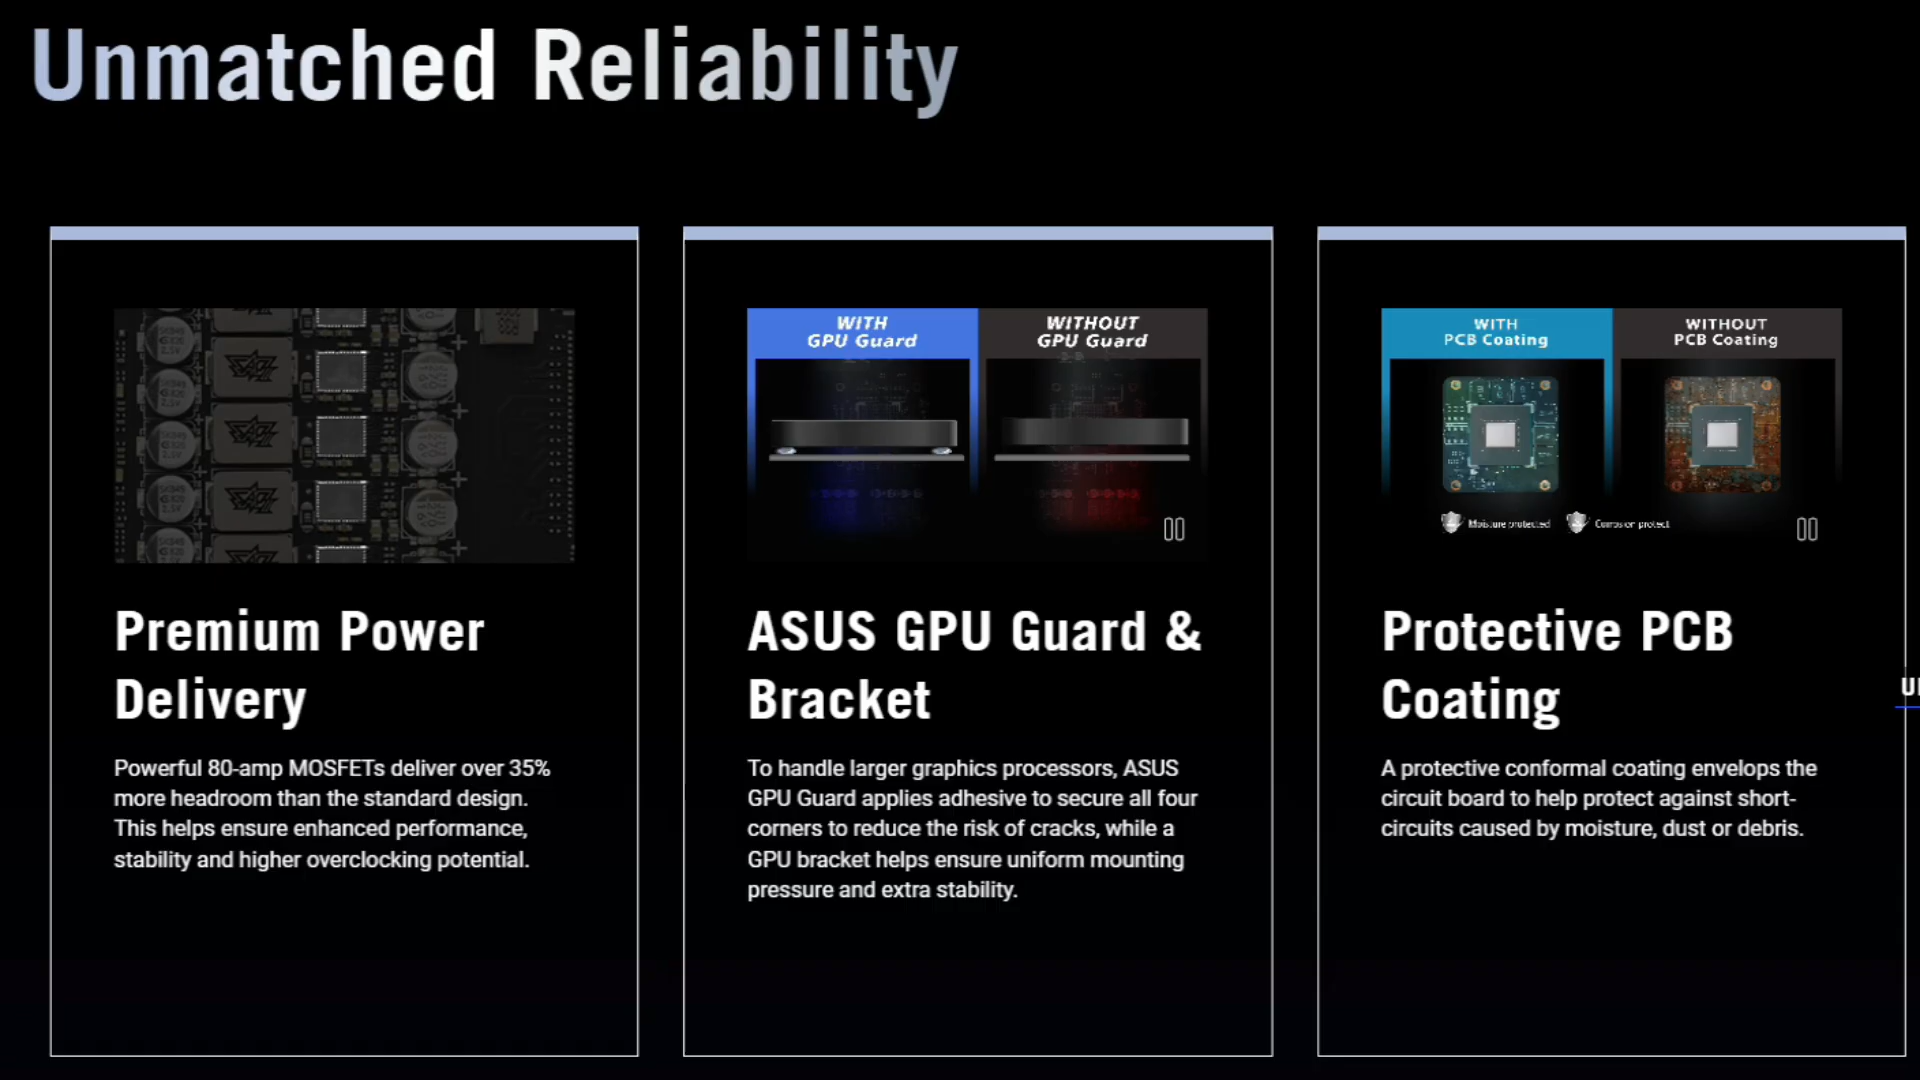 Unmatched Reliability
WITH
GPU Guard
WITHOUT
GPU Guard
WITH
PCB Coating
WITHOUT
PCB Coating
Moisture protected
Corrosion protect
Premium Power
Delivery
Powerful 80-amp MOSFETs deliver over 35%
more headroom than the standard design.
This helps ensure enhanced performance,
stability and higher overclocking potential.
ASUS GPU Guard &
Bracket
To handle larger graphics processors, ASUS
GPU Guard applies adhesive to secure all four
corners to reduce the risk of cracks, while a
GPU bracket helps ensure uniform mounting
pressure and extra stability.
Protective PCB
Coating
A protective conformal coating envelops the
circuit board to help protect against short-
circuits caused by moisture, dust or debris.